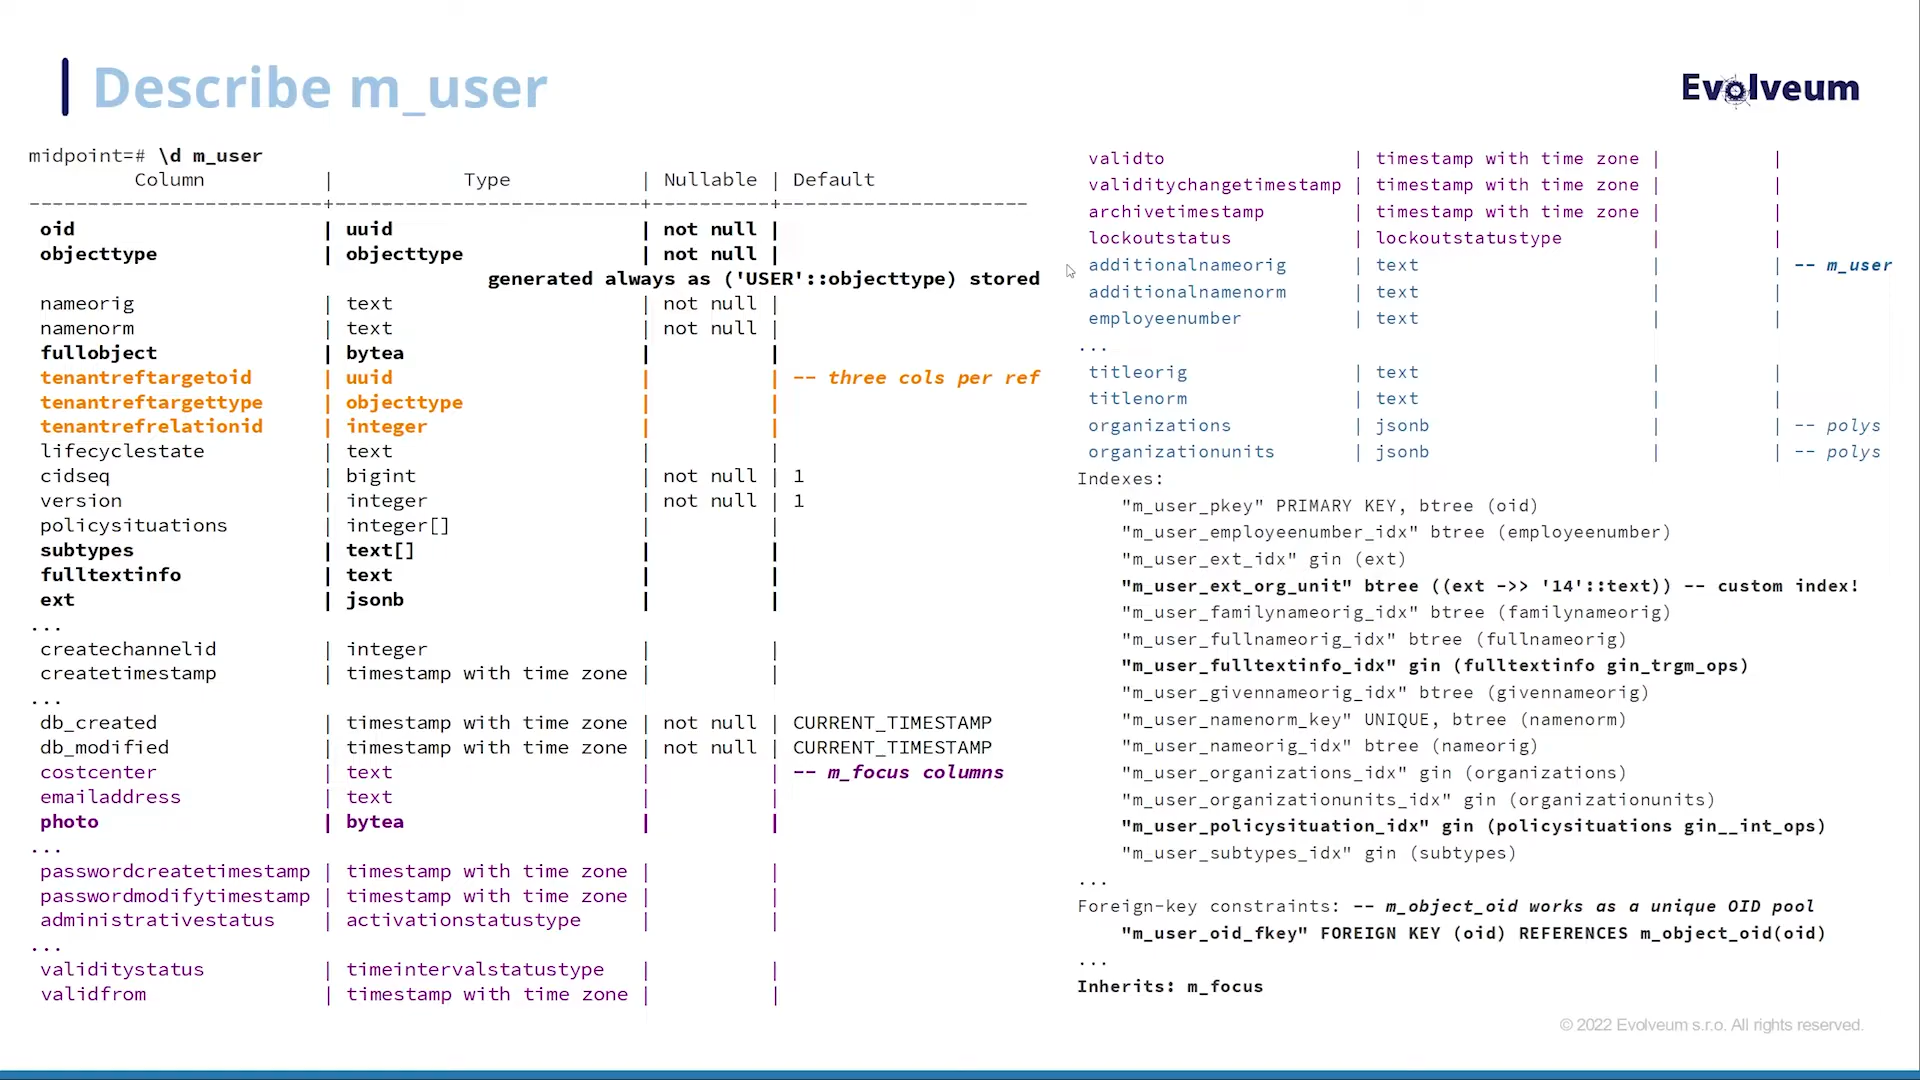 Describe m_user
Evolveum
midpoint=# \d m_user
Column | Type | Nullable | Default
-------------------------+--------------------------+----------+---------------------
oid | uuid | not null |
objecttype | objecttype | not null |
generated always as ('USER'::objecttype) stored
nameorig | text | not null |
namenorm | text | not null |
fullobject | bytea | |
tenantreftargetoid | uuid | | -- three cols per ref
tenantreftargettype | objecttype | |
tenantrefrelationid | integer | |
lifecyclestate | text | |
cidseq | bigint | not null | 1
version | integer | not null | 1
policysituations | integer[] | |
subtypes | text[] | |
fulltextinfo | text | |
ext | jsonb | |
...
createchannelid | integer | |
createtimestamp | timestamp with time zone | |
...
db_created | timestamp with time zone | not null | CURRENT_TIMESTAMP
db_modified | timestamp with time zone | not null | CURRENT_TIMESTAMP
costcenter | text | | -- m_focus columns
emailaddress | text | |
photo | bytea | |
...
passwordcreatetimestamp | timestamp with time zone | |
passwordmodifytimestamp | timestamp with time zone | |
administrativestatus | activationstatustype | |
...
validitystatus | timeintervalstatustype | |
validfrom | timestamp with time zone | |
validto | timestamp with time zone | |
validitychangetimestamp | timestamp with time zone | |
archivetimestamp | timestamp with time zone | |
lockoutstatus | lockoutstatustype | |
additionalnameorig | text | | -- m_user
additionalnamenorm | text | |
employeenumber | text | |
...
titleorig | text | |
titlenorm | text | |
organizations | jsonb | | -- polys
organizationunits | jsonb | | -- polys
Indexes:
"m_user_pkey" PRIMARY KEY, btree (oid)
"m_user_employeenumber_idx" btree (employeenumber)
"m_user_ext_idx" gin (ext)
"m_user_ext_org_unit" btree ((ext ->> '14'::text)) -- custom index!
"m_user_familynameorig_idx" btree (familynameorig)
"m_user_fullnameorig_idx" btree (fullnameorig)
"m_user_fulltextinfo_idx" gin (fulltextinfo gin_trgm_ops)
"m_user_givennameorig_idx" btree (givennameorig)
"m_user_namenorm_key" UNIQUE, btree (namenorm)
"m_user_nameorig_idx" btree (nameorig)
"m_user_organizations_idx" gin (organizations)
"m_user_organizationunits_idx" gin (organizationunits)
"m_user_policysituation_idx" gin (policysituations gin__int_ops)
"m_user_subtypes_idx" gin (subtypes)
...
Foreign-key constraints: -- m_object_oid works as a unique OID pool
"m_user_oid_fkey" FOREIGN KEY (oid) REFERENCES m_object_oid(oid)
...
Inherits: m_focus
© 2022 Evolveum s.r.o. All rights reserved.